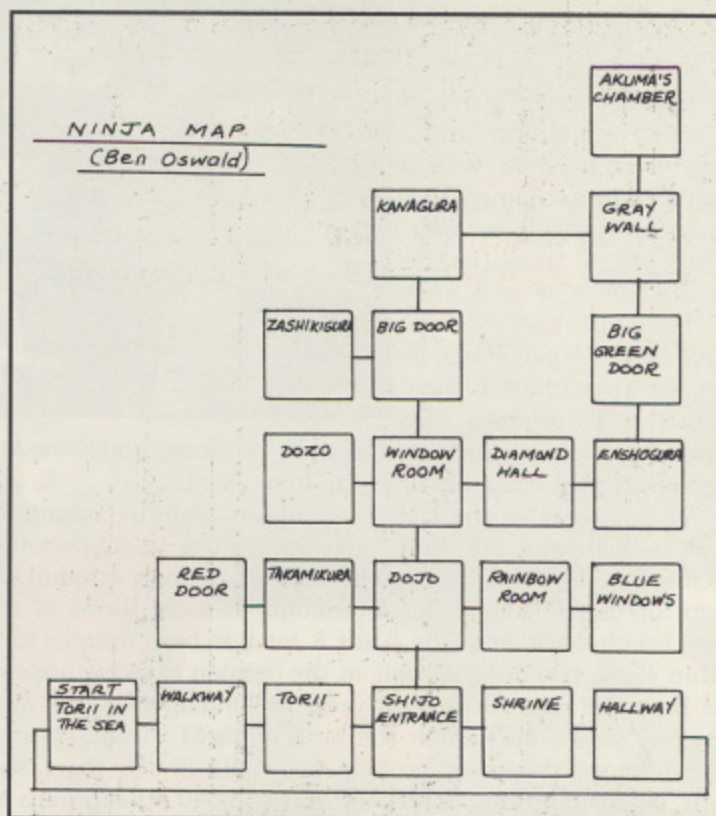 AKUMA'S
CHAMBER
NINJA MAP
(Ben Oswald)
KANAGURA
GRAY
WALL
ZASHIKIGURA
BIG DOOR
BIG
GREEN
DOOR
DOZO
WINDOW
ROOM
DIAMOND
HALL
ENSHOGURA
RED
DOOR
TAKAMIKURA
DOJO
RAINBOW
ROOM
BLUE
WINDOWS
START
TORII IN
THE SEA
WALKWAY
TORII
SHIJO
ENTRANCE
SHRINE
HALLWAY